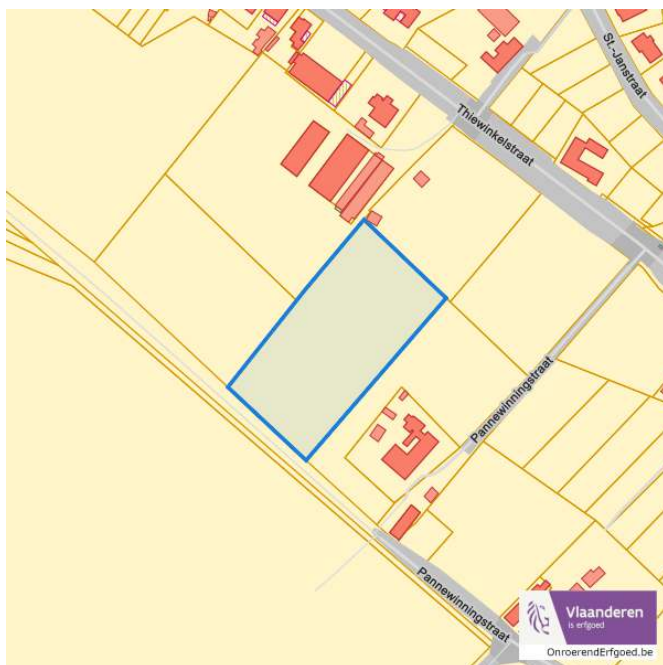 St.-Janstraat
Thiewinkelstraat
Pannewinningstraat
Pannewinningstraat
Vlaanderen
is erfgoed
OnroerendErfgoed.be